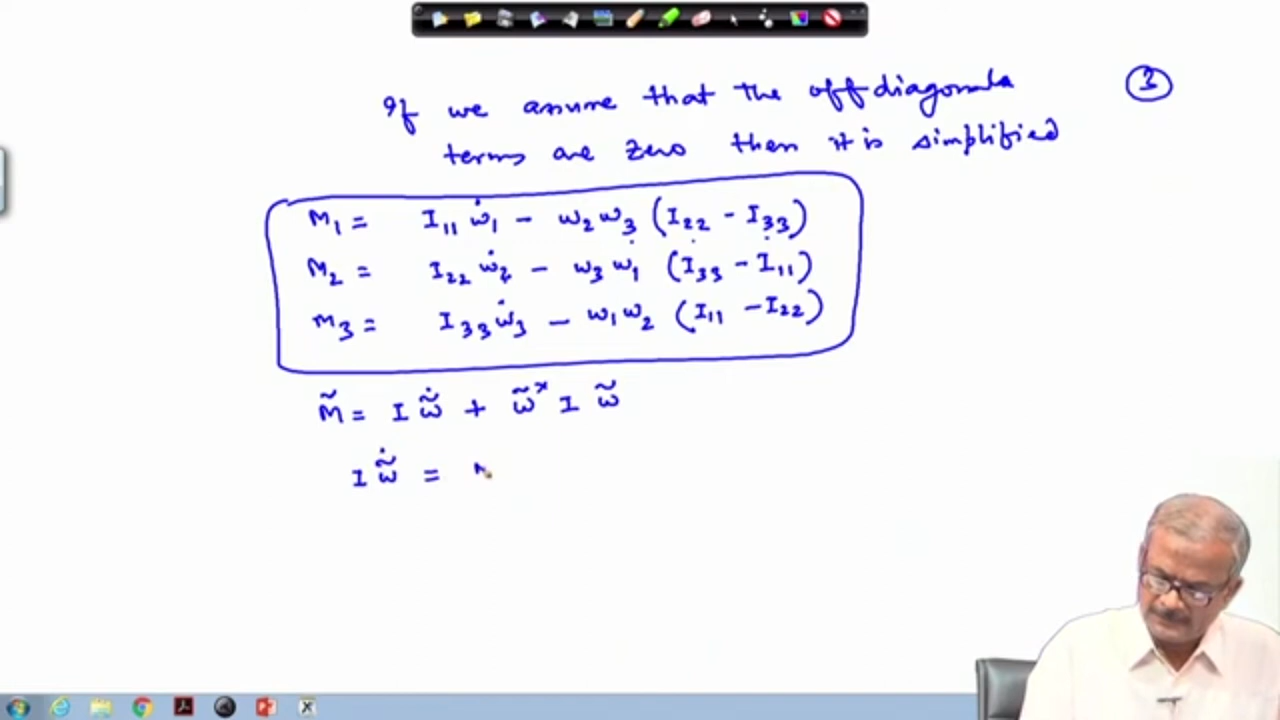 If we assume that the off diagonals
terms are zero then it is simplified
③
M₁ = I₁₁ ω̇₁ − ω₂ω₃ (I₂₂ − I₃₃)
M₂ = I₂₂ ω̇₂ − ω₃ω₁ (I₃₃ − I₁₁)
M₃ = I₃₃ ω̇₃ − ω₁ω₂ (I₁₁ − I₂₂)
M̃ = I ω̃̇ + ω̃ˣ I ω̃
I ω̃̇ =